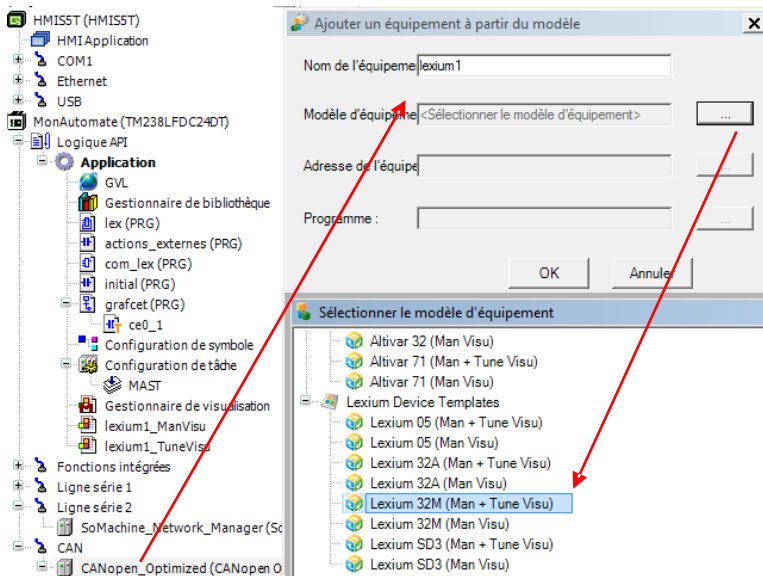 HMIS5T (HMIS5T)
HMI Application
COM1
Ethernet
USB
MonAutomate (TM238LFDC24DT)
Logique API
Application
GVL
Gestionnaire de bibliothèque
lex (PRG)
actions_externes (PRG)
com_lex (PRG)
initial (PRG)
grafcet (PRG)
ce0_1
Configuration de symbole
Configuration de tâche
MAST
Gestionnaire de visualisation
lexium1_ManVisu
lexium1_TuneVisu
Fonctions intégrées
Ligne série 1
Ligne série 2
SoMachine_Network_Manager (So
CAN
CANopen_Optimized (CANopen O
Ajouter un équipement à partir du modèle
Nom de l'équipeme lexium1
Modèle d'équipeme <Sélectionner le modèle d'équipement> ...
Adresse de l'équipe ...
Programme : ...
OK Annuler
Sélectionner le modèle d'équipement
Altivar 32 (Man Visu)
Altivar 71 (Man + Tune Visu)
Altivar 71 (Man Visu)
Lexium Device Templates
Lexium 05 (Man + Tune Visu)
Lexium 05 (Man Visu)
Lexium 32A (Man + Tune Visu)
Lexium 32A (Man Visu)
Lexium 32M (Man + Tune Visu)
Lexium 32M (Man Visu)
Lexium SD3 (Man + Tune Visu)
Lexium SD3 (Man Visu)